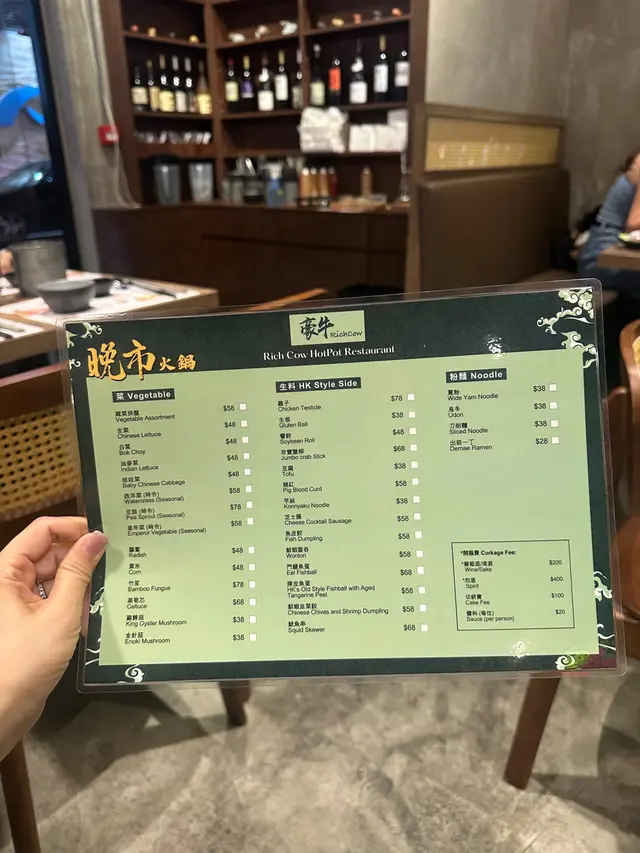 豪牛 RichCow
晚市火鍋
Rich Cow HotPot Restaurant
菜 Vegetable
雜菜拼盤
Vegetable Assortment $58
生菜
Chinese Lettuce $48
白菜
Bok Choy $48
油麥菜
Indian Lettuce $48
娃娃菜
Baby Chinese Cabbage $48
西洋菜 (時令)
Watercress (Seasonal) $58
豆苗 (時令)
Pea Sprout (Seasonal) $78
皇帝菜 (時令)
Emperor Vegetable (Seasonal) $58
蘿蔔
Radish $48
粟米
Corn $48
竹笙
Bamboo Fungus $78
萵荀芯
Celtuce $68
雞髀菇
King Oyster Mushroom $38
金針菇
Enoki Mushroom $38
生料 HK Style Side
雞子
Chicken Testicle $78
生根
Gluten Ball $38
響鈴
Soybean Roll $48
珍寶蟹柳
Jumbo crab Stick $68
豆腐
Tofu $38
豬紅
Pig Blood Curd $58
芋絲
Konnyaku Noodle $38
芝士腸
Cheese Cocktail Sausage $58
魚皮餃
Fish Dumpling $58
鮮蝦雲吞
Wonton $58
門鱔魚蛋
Eel Fishball $68
陳皮魚蛋
HK's Old Style Fishball with Aged
Tangerine Peel $58
鮮蝦韭菜餃
Chinese Chives and Shrimp Dumpling $58
魷魚串
Squid Skewer $68
粉麵 Noodle
寬粉
Wide Yam Noodle $38
烏冬
Udon $38
刀削麵
Sliced Noodle $38
出前一丁
Demae Ramen $28
*開瓶費 Corkage Fee:
*葡萄酒/清酒
Wine/Sake $200
*烈酒
Spirit $400
切餅費
Cake Fee $100
醬料 (每位)
Sauce (per person) $20